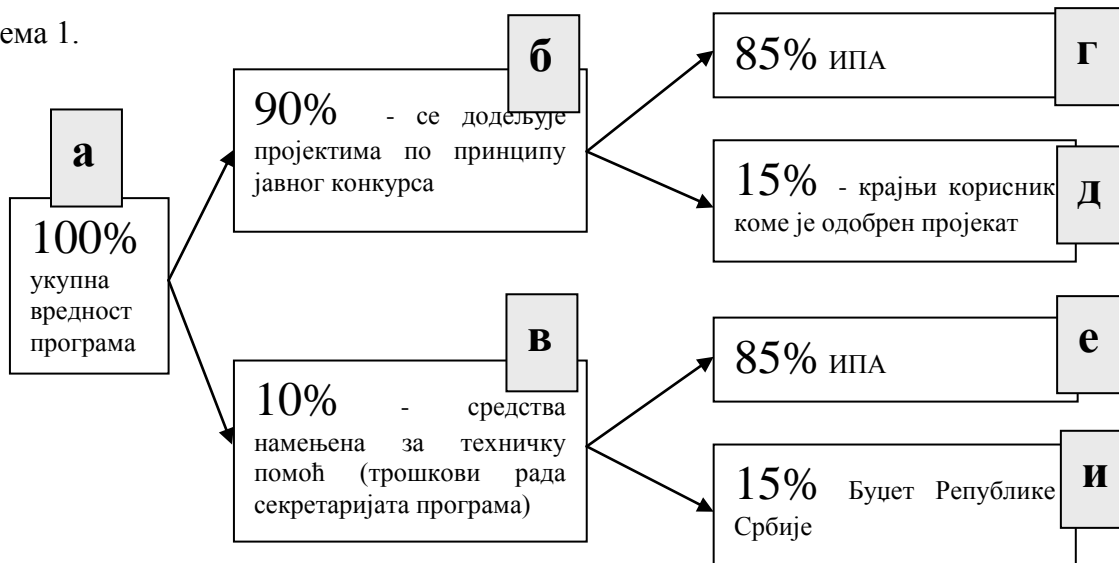 ема 1.
а
100%
укупна
вредност
програма
б
90% - се додељује
пројектима по принципу
јавног конкурса
в
10% - средства
намењена за техничку
помоћ (трошкови рада
секретаријата програма)
г
85% ИПА
д
15% - крајњи корисник
коме је одобрен пројекат
е
85% ИПА
и
15% Буџет Републике
Србије